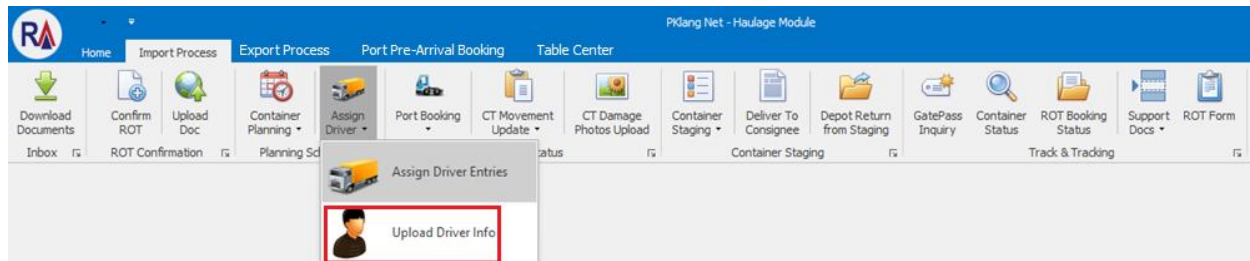 PKlang Net - Haulage Module
RA
Home Import Process Export Process Port Pre-Arrival Booking Table Center
Download Confirm Upload Container Assign Port Booking CT Movement CT Damage Container Deliver To Depot Return GatePass Container ROT Booking Support ROT Form
Documents ROT Doc Planning Driver Update Photos Upload Staging Consignee from Staging Inquiry Status Status Docs
Inbox ROT Confirmation Planning Sc tatus Container Staging Track & Tracking
Assign Driver Entries
Upload Driver Info